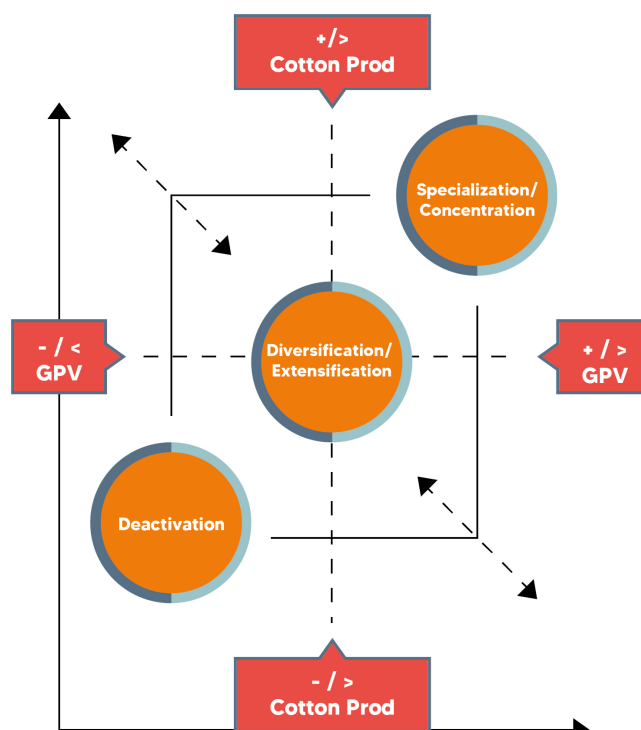 +/>
Cotton Prod
Specialization/
Concentration
- / <
GPV
Diversification/
Extensification
+ / >
GPV
Deactivation
- / >
Cotton Prod